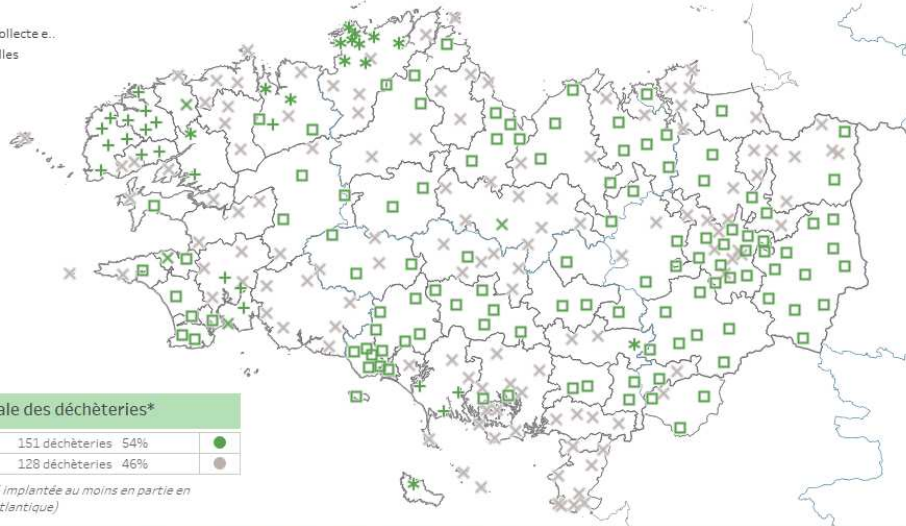 ollecte e..
lles
ale des déchèteries*
151 déchèteries 54%
128 déchèteries 46%
implantée au moins en partie en
tlantique)